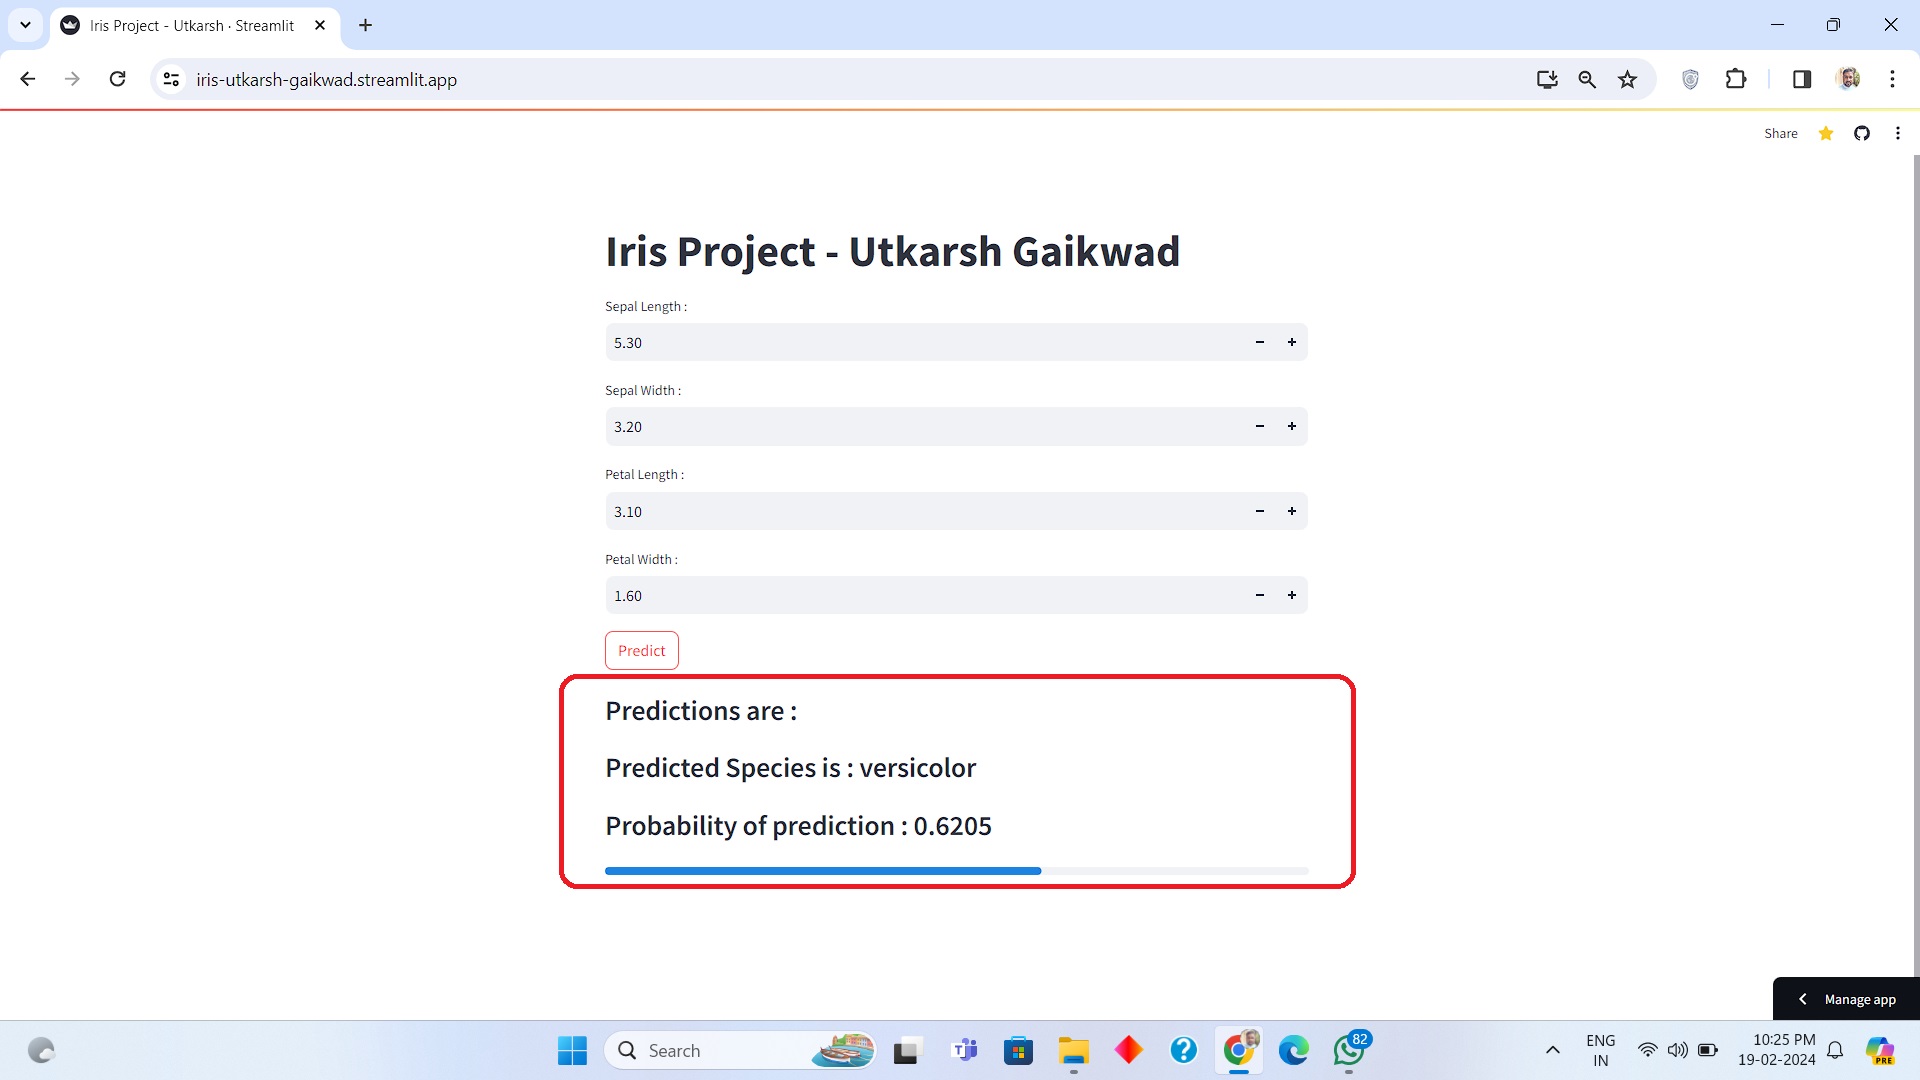 Iris Project - Utkarsh · Streamlit
iris-utkarsh-gaikwad.streamlit.app
Share
Iris Project - Utkarsh Gaikwad
Sepal Length :
5.30
Sepal Width :
3.20
Petal Length :
3.10
Petal Width :
1.60
Predict
Predictions are :
Predicted Species is : versicolor
Probability of prediction : 0.6205
Manage app
Search
82
ENG
IN
10:25 PM
19-02-2024
PRE